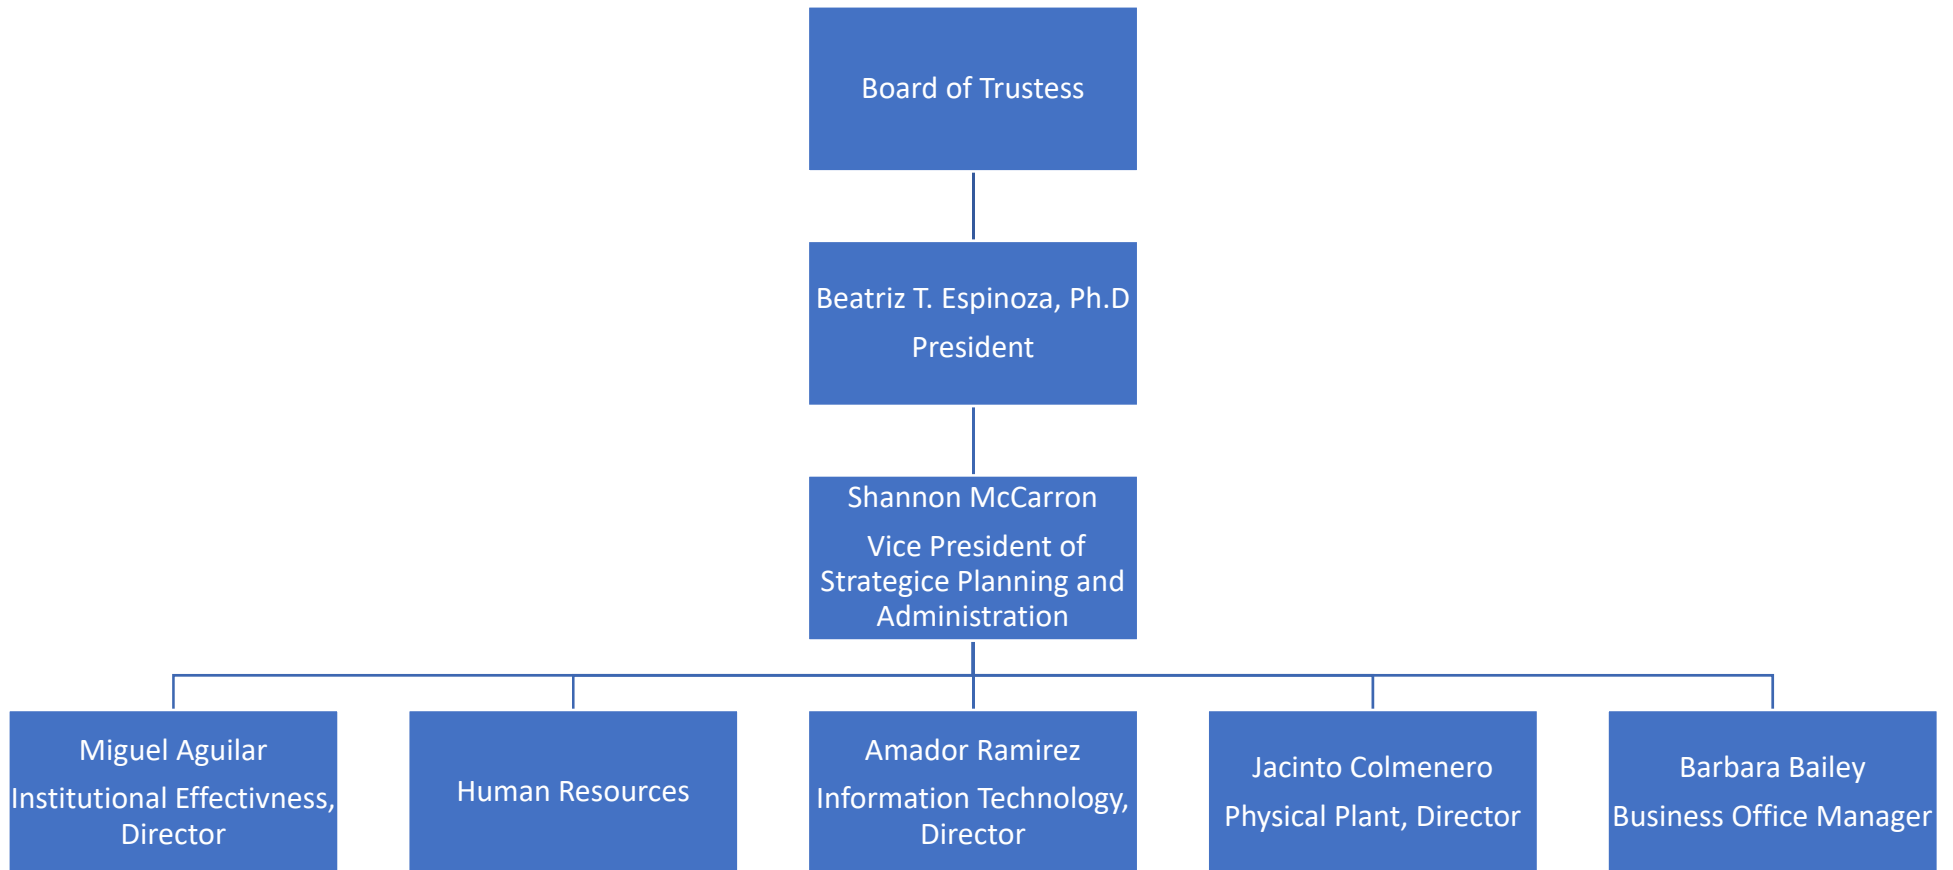 Board of Trustess
Beatriz T. Espinoza, Ph.D
President
Shannon McCarron
Vice President of
Strategice Planning and
Administration
Miguel Aguilar
Institutional Effectivness,
Director
Human Resources
Amador Ramirez
Information Technology,
Director
Jacinto Colmenero
Physical Plant, Director
Barbara Bailey
Business Office Manager